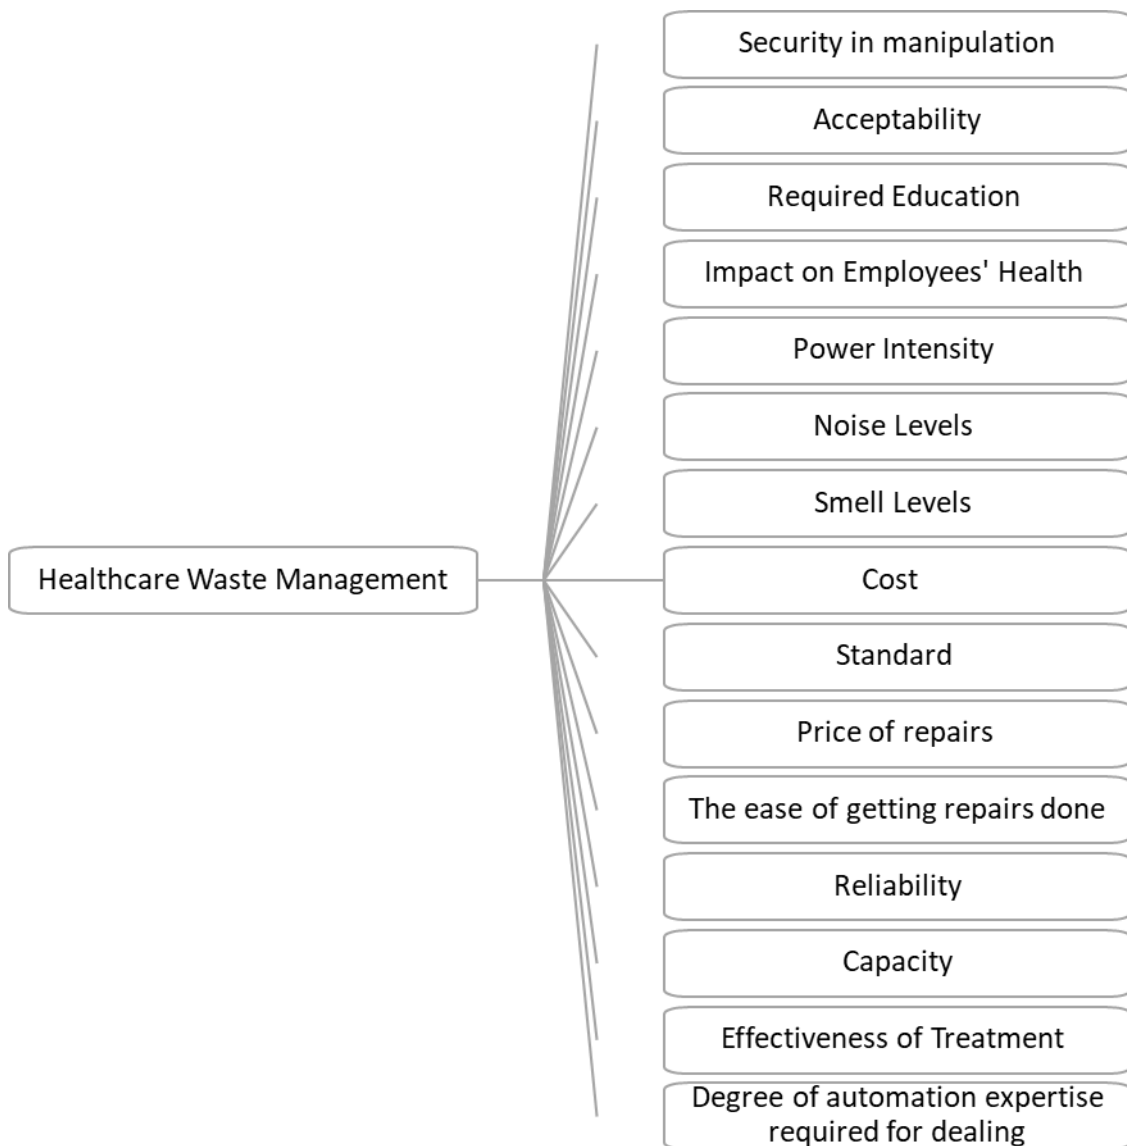 Security in manipulation
Acceptability
Required Education
Impact on Employees' Health
Power Intensity
Noise Levels
Smell Levels
Healthcare Waste Management
Cost
Standard
Price of repairs
The ease of getting repairs done
Reliability
Capacity
Effectiveness of Treatment
Degree of automation expertise
required for dealing